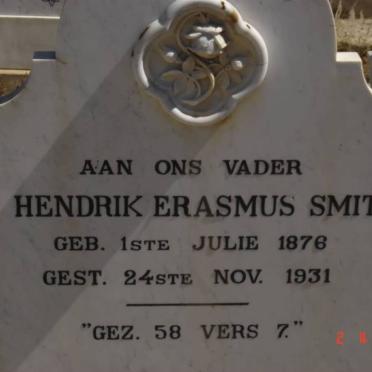 AAN ONS VADER
HENDRIK ERASMUS SMIT
GEB. 1STE JULIE 1876
GEST. 24STE NOV. 1931
"GEZ. 58 VERS 7."